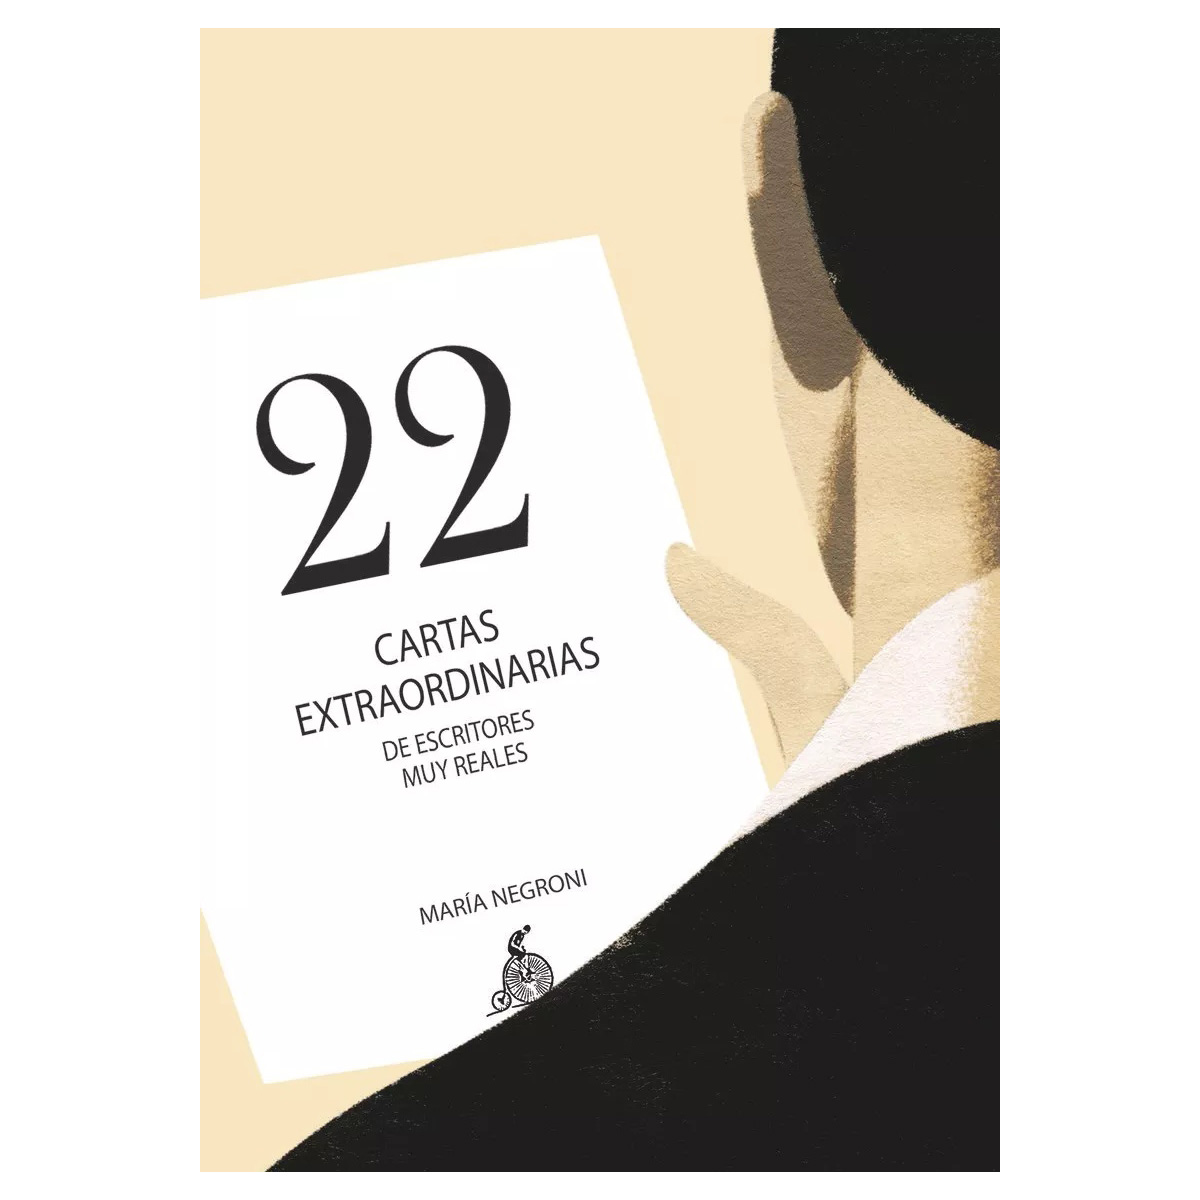 22
CARTAS
EXTRAORDINARIAS
DE ESCRITORES
MUY REALES
MARÍA NEGRONI